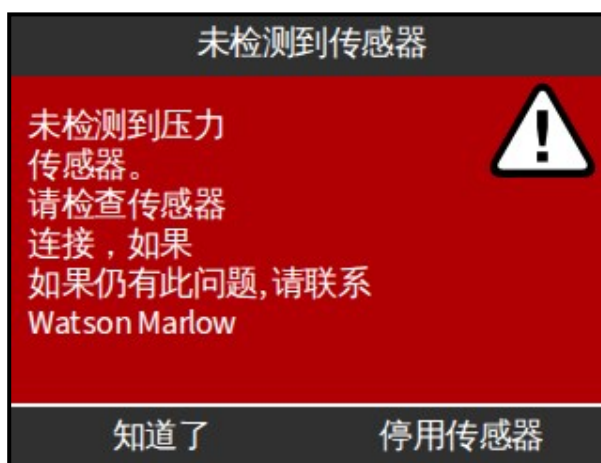 未检测到传感器
未检测到压力
传感器。
请检查传感器
连接，如果
如果仍有此问题, 请联系
Watson Marlow
知道了 停用传感器